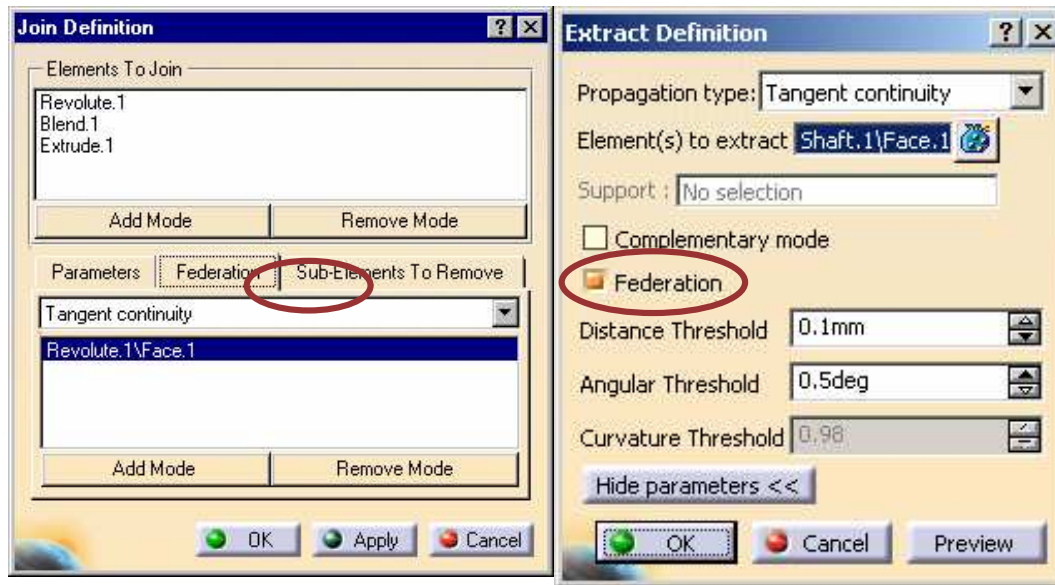 Join Definition
Elements To Join
Revolute.1
Blend.1
Extrude.1
Add Mode Remove Mode
Parameters Federation Sub-Elements To Remove
Tangent continuity
Revolute.1\Face.1
Add Mode Remove Mode
OK Apply Cancel
Extract Definition
Propagation type: Tangent continuity
Element(s) to extract Shaft.1\Face.1
Support : No selection
Complementary mode
Federation
Distance Threshold 0.1mm
Angular Threshold 0.5deg
Curvature Threshold 0.98
Hide parameters <<
OK Cancel Preview